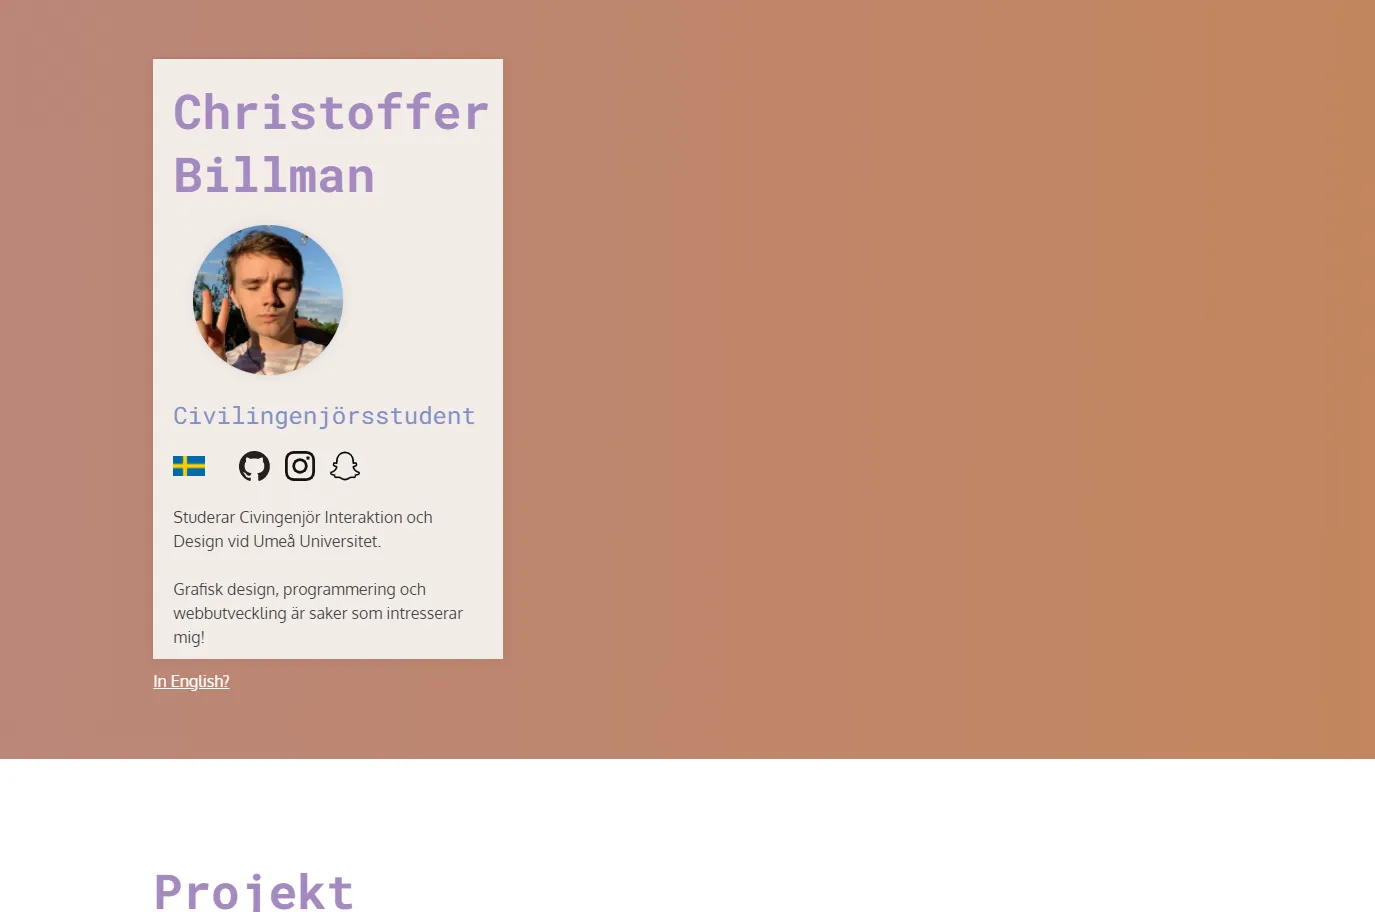 Christoffer
Billman
Civilingenjörsstudent
Studerar Civingenjör Interaktion och
Design vid Umeå Universitet.
Grafisk design, programmering och
webbutveckling är saker som intresserar
mig!
In English?
Projekt